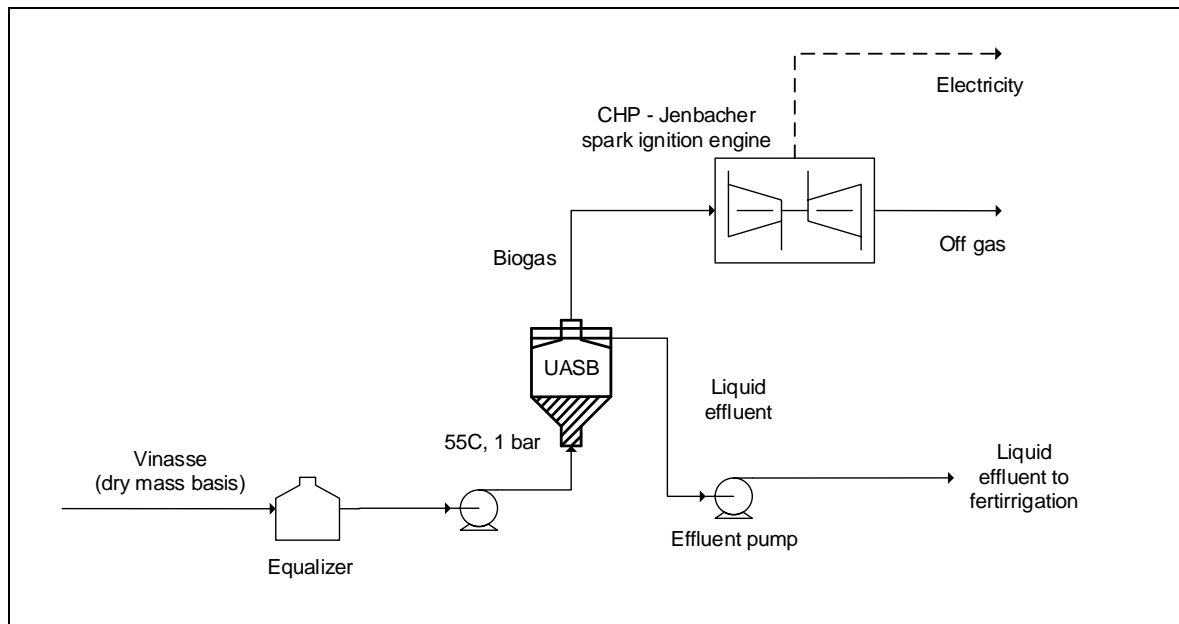 Electricity
CHP - Jenbacher
spark ignition engine
Off gas
Biogas
UASB
Liquid
effluent
55C, 1 bar
Vinasse
(dry mass basis)
Liquid
effluent to
fertirrigation
Effluent pump
Equalizer